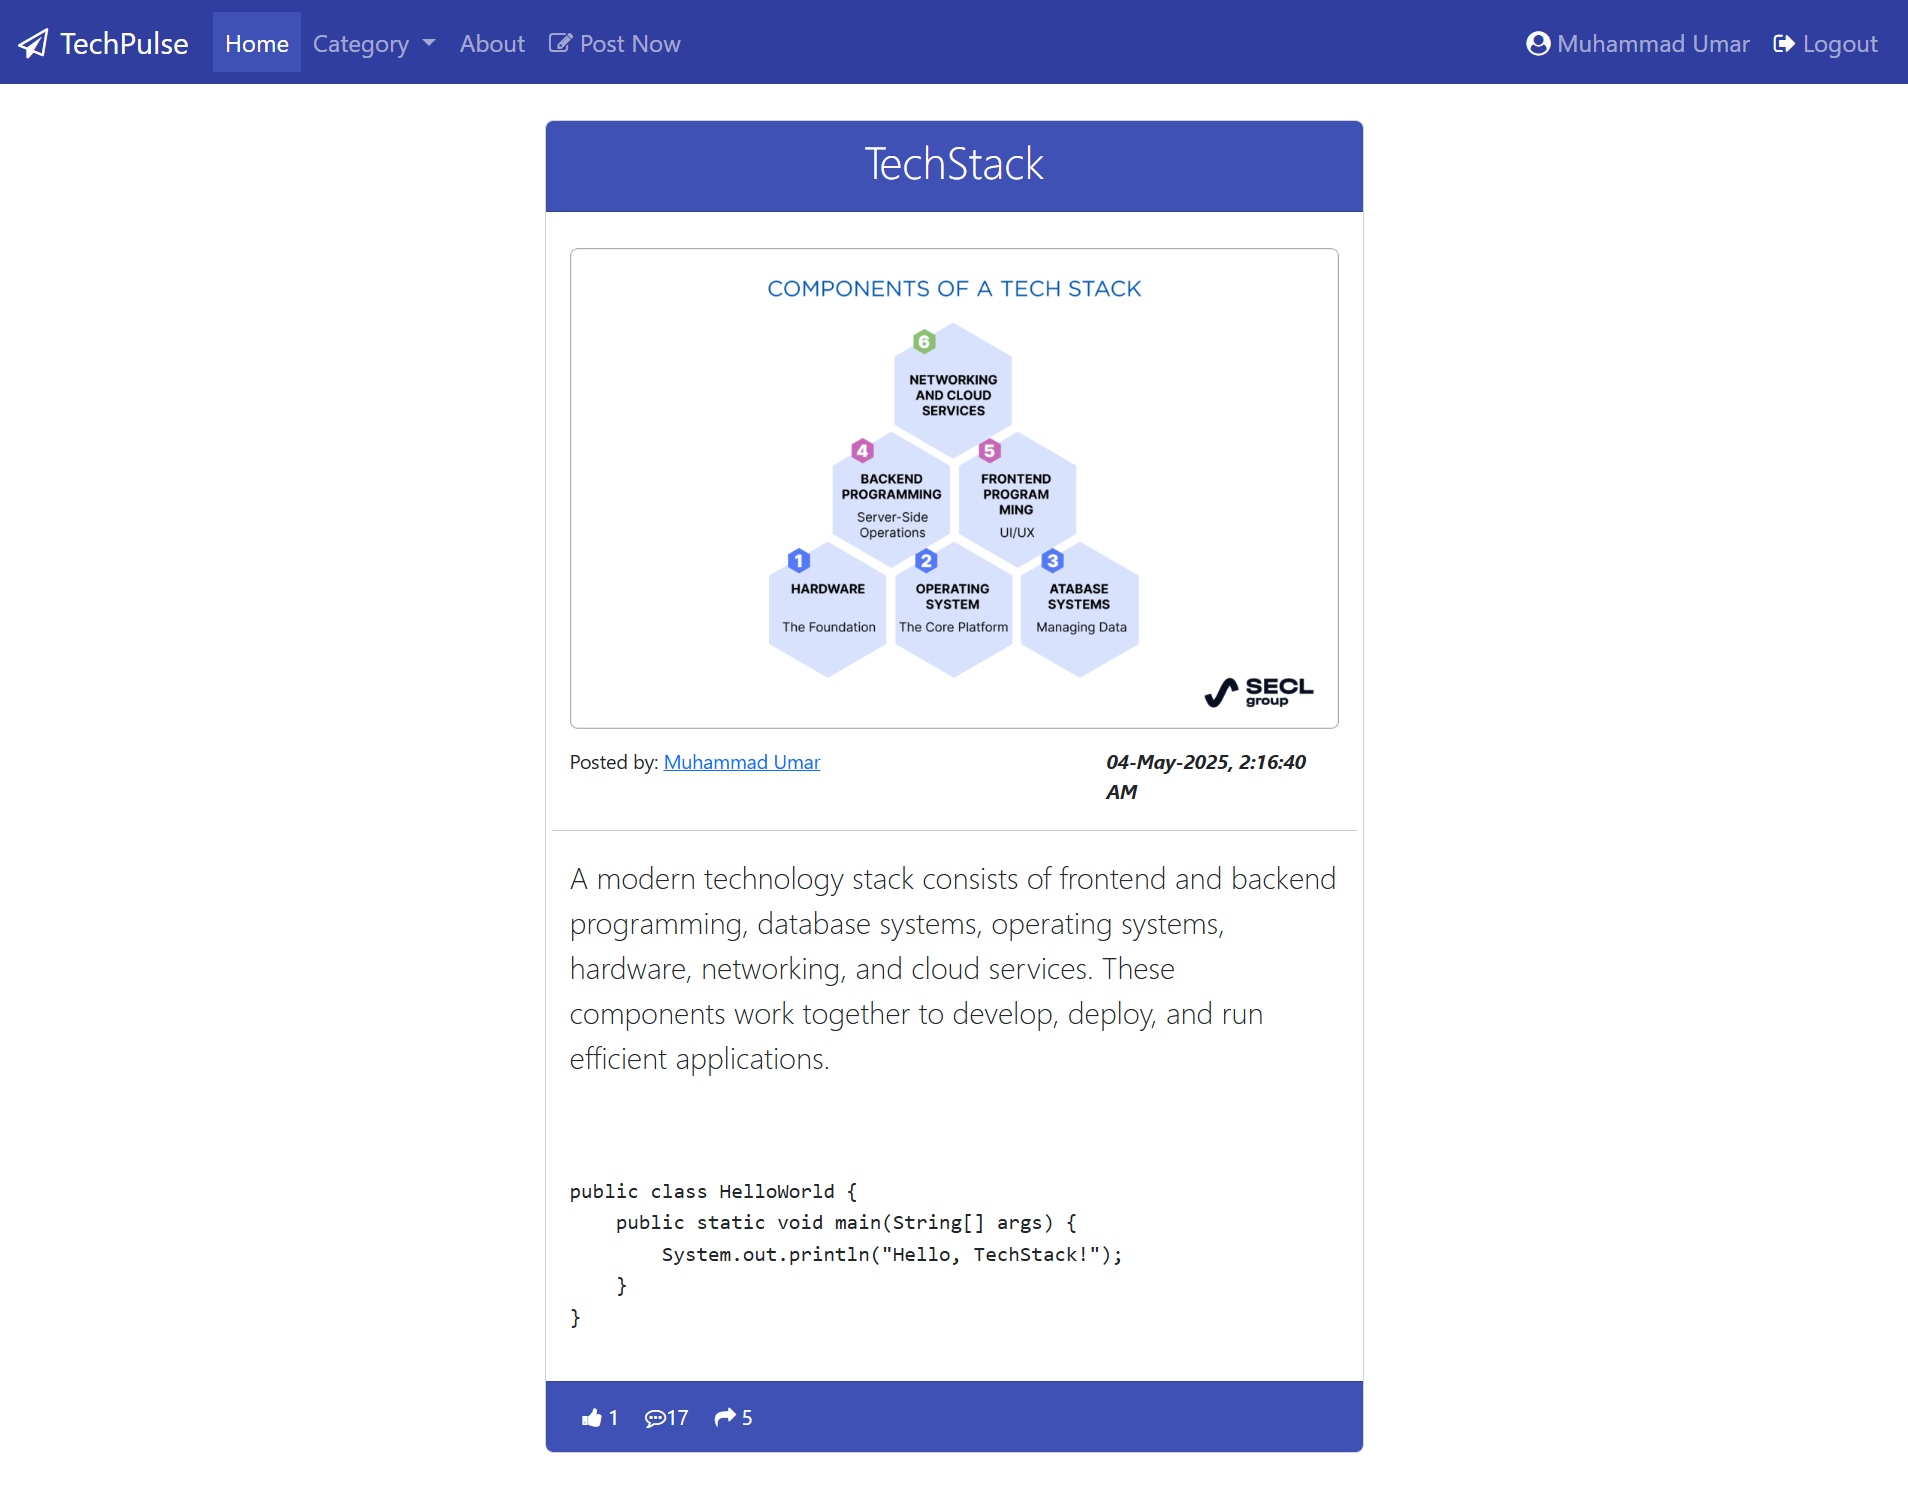 TechPulse Home Category About Post Now Muhammad Umar Logout
TechStack
COMPONENTS OF A TECH STACK
6
NETWORKING
AND CLOUD
SERVICES
4
BACKEND
PROGRAMMING
Server-Side
Operations
5
FRONTEND
PROGRAM
MING
UI/UX
1
HARDWARE
The Foundation
2
OPERATING
SYSTEM
The Core Platform
3
ATABASE
SYSTEMS
Managing Data
SECL
group
Posted by: Muhammad Umar
04-May-2025, 2:16:40
AM
A modern technology stack consists of frontend and backend
programming, database systems, operating systems,
hardware, networking, and cloud services. These
components work together to develop, deploy, and run
efficient applications.
public class HelloWorld {
    public static void main(String[] args) {
        System.out.println("Hello, TechStack!");
    }
}
1 17 5